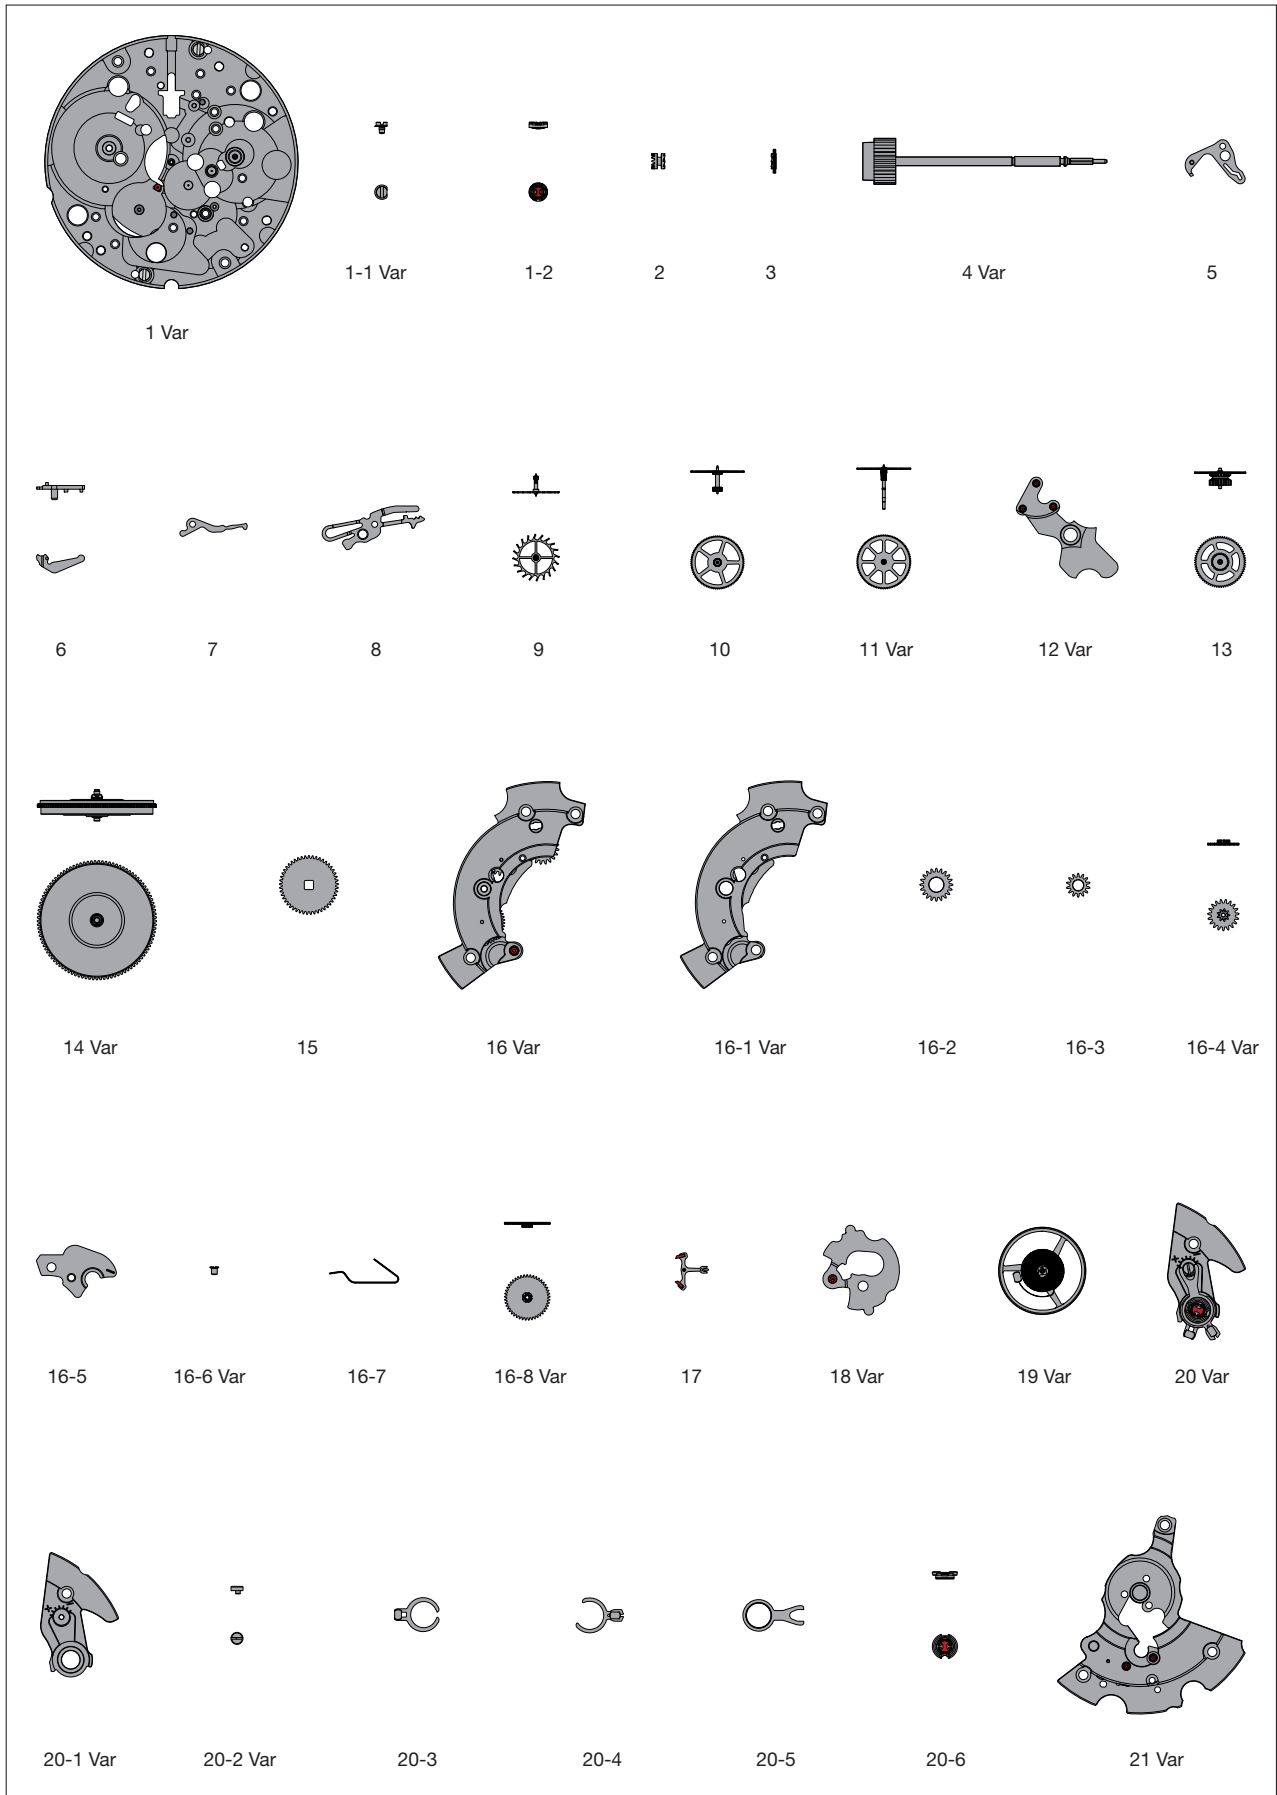 1-1 Var 1-2 2 3 4 Var 5
1 Var
6 7 8 9 10 11 Var 12 Var 13
14 Var 15 16 Var 16-1 Var 16-2 16-3 16-4 Var
16-5 16-6 Var 16-7 16-8 Var 17 18 Var 19 Var 20 Var
20-1 Var 20-2 Var 20-3 20-4 20-5 20-6 21 Var